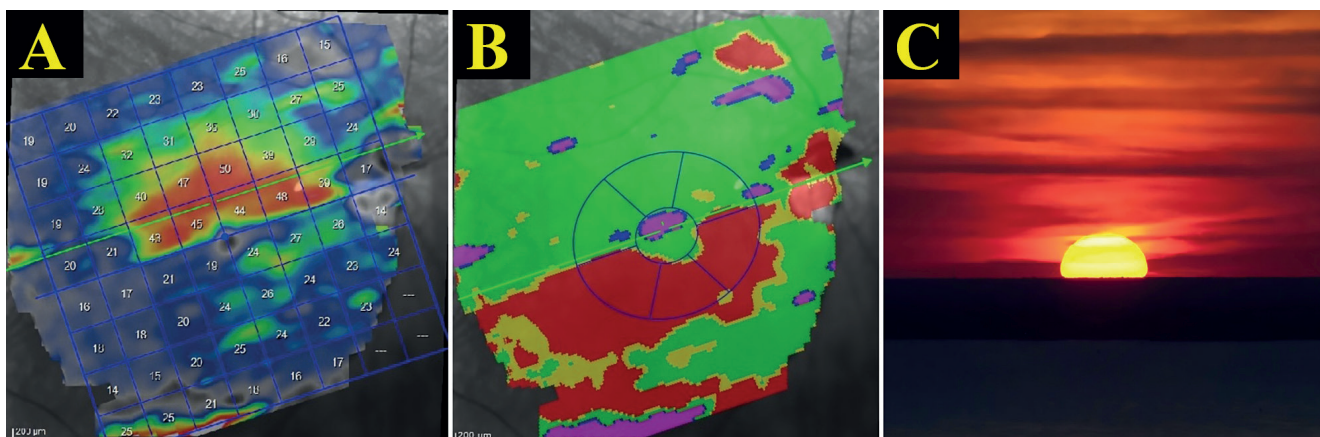 A
19 20 22 23 23 26 16 15
19 24 32 31 35 30 27 25
19 28 40 47 50 39 29 24
20 21 43 45 44 48 39 17
16 17 21 19 24 27 26 14
18 18 20 24 26 23 24
14 15 20 25 24 22 23 ---
25 25 21 18 16 17 --- ---
200 µm
B
200 µm
C